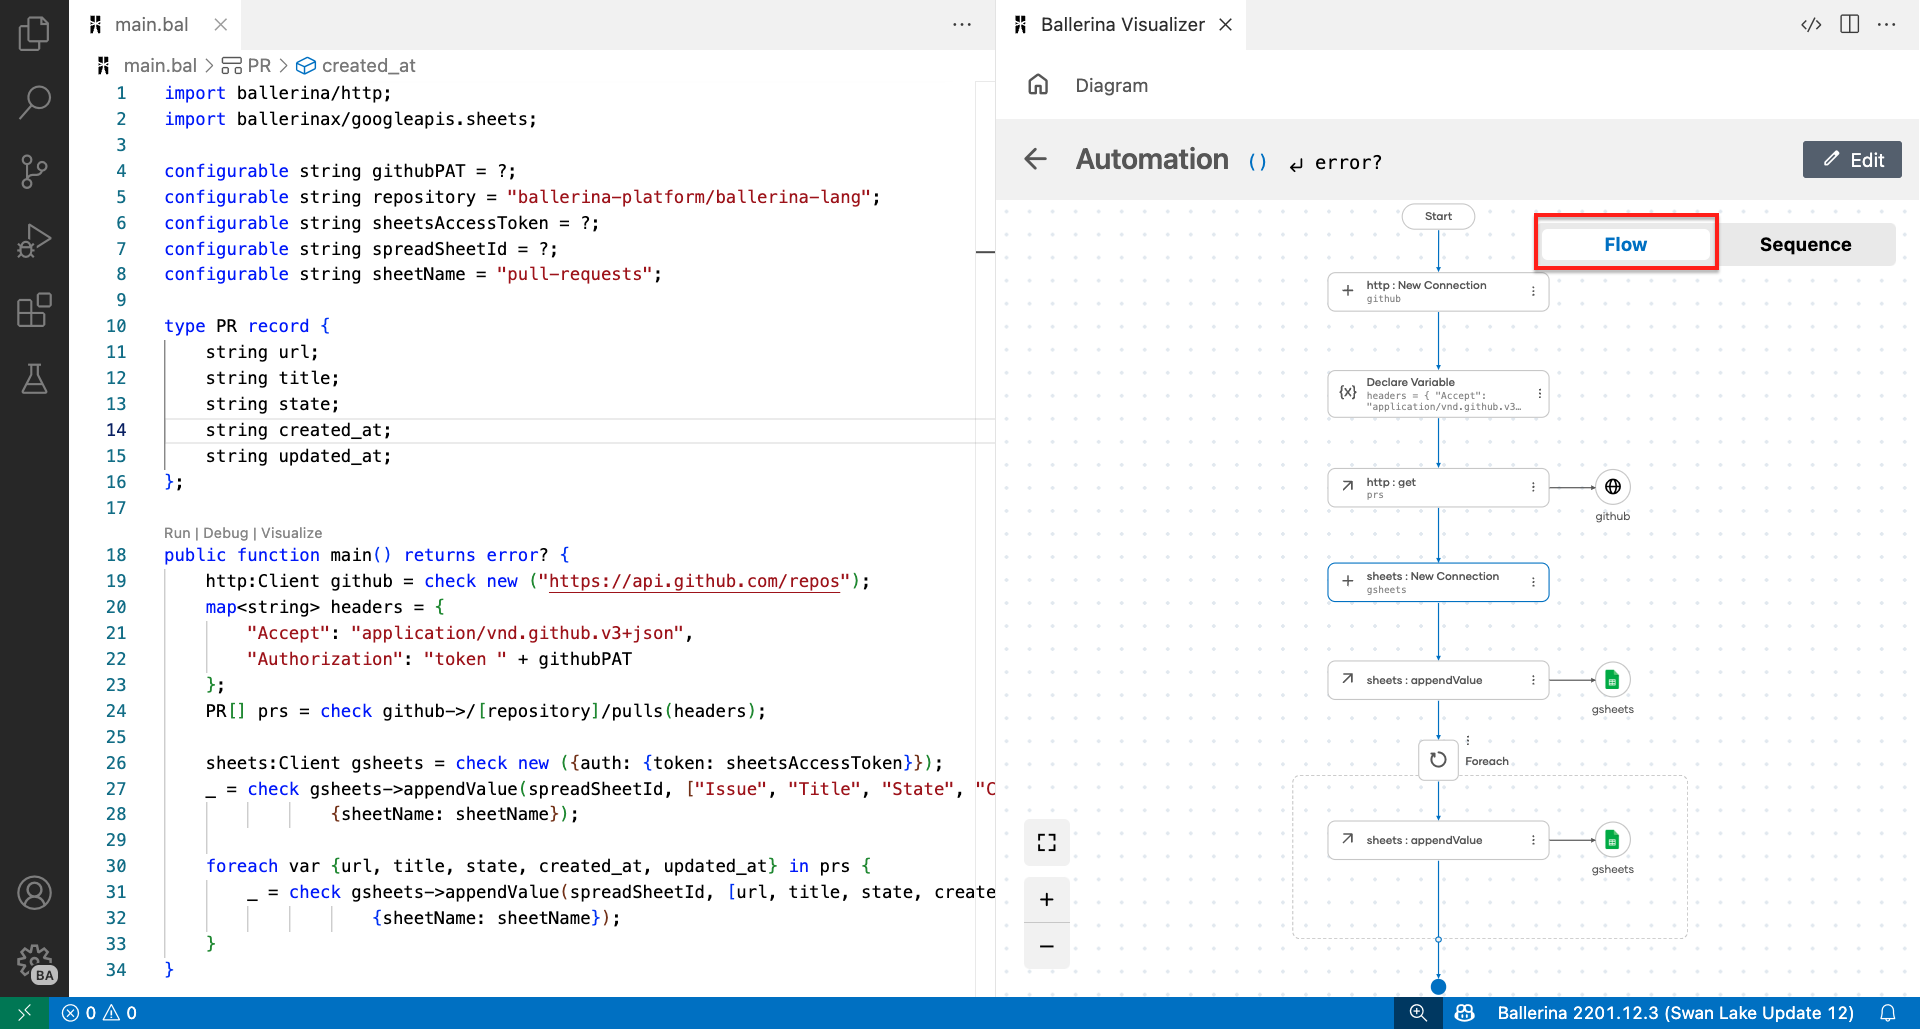 main.bal
main.bal > PR > created_at
1 import ballerina/http;
2 import ballerinax/googleapis.sheets;
3
4 configurable string githubPAT = ?;
5 configurable string repository = "ballerina-platform/ballerina-lang";
6 configurable string sheetsAccessToken = ?;
7 configurable string spreadSheetId = ?;
8 configurable string sheetName = "pull-requests";
9
10 type PR record {
11 string url;
12 string title;
13 string state;
14 string created_at;
15 string updated_at;
16 };
17
Run | Debug | Visualize
18 public function main() returns error? {
19 http:Client github = check new ("https://api.github.com/repos");
20 map<string> headers = {
21 "Accept": "application/vnd.github.v3+json",
22 "Authorization": "token " + githubPAT
23 };
24 PR[] prs = check github->/[repository]/pulls(headers);
25
26 sheets:Client gsheets = check new ({auth: {token: sheetsAccessToken}});
27 _ = check gsheets->appendValue(spreadSheetId, ["Issue", "Title", "State", "C
28 {sheetName: sheetName});
29
30 foreach var {url, title, state, created_at, updated_at} in prs {
31 _ = check gsheets->appendValue(spreadSheetId, [url, title, state, create
32 {sheetName: sheetName});
33 }
34 }
Ballerina Visualizer
Diagram
Automation () ↵ error?
Edit
Flow
Sequence
Start
http : New Connection
github
{x}
Declare Variable
headers = { "Accept":
"application/vnd.github.v3...
http : get
prs
github
sheets : New Connection
gsheets
sheets : appendValue
gsheets
Foreach
sheets : appendValue
gsheets
BA
0 0
Ballerina 2201.12.3 (Swan Lake Update 12)